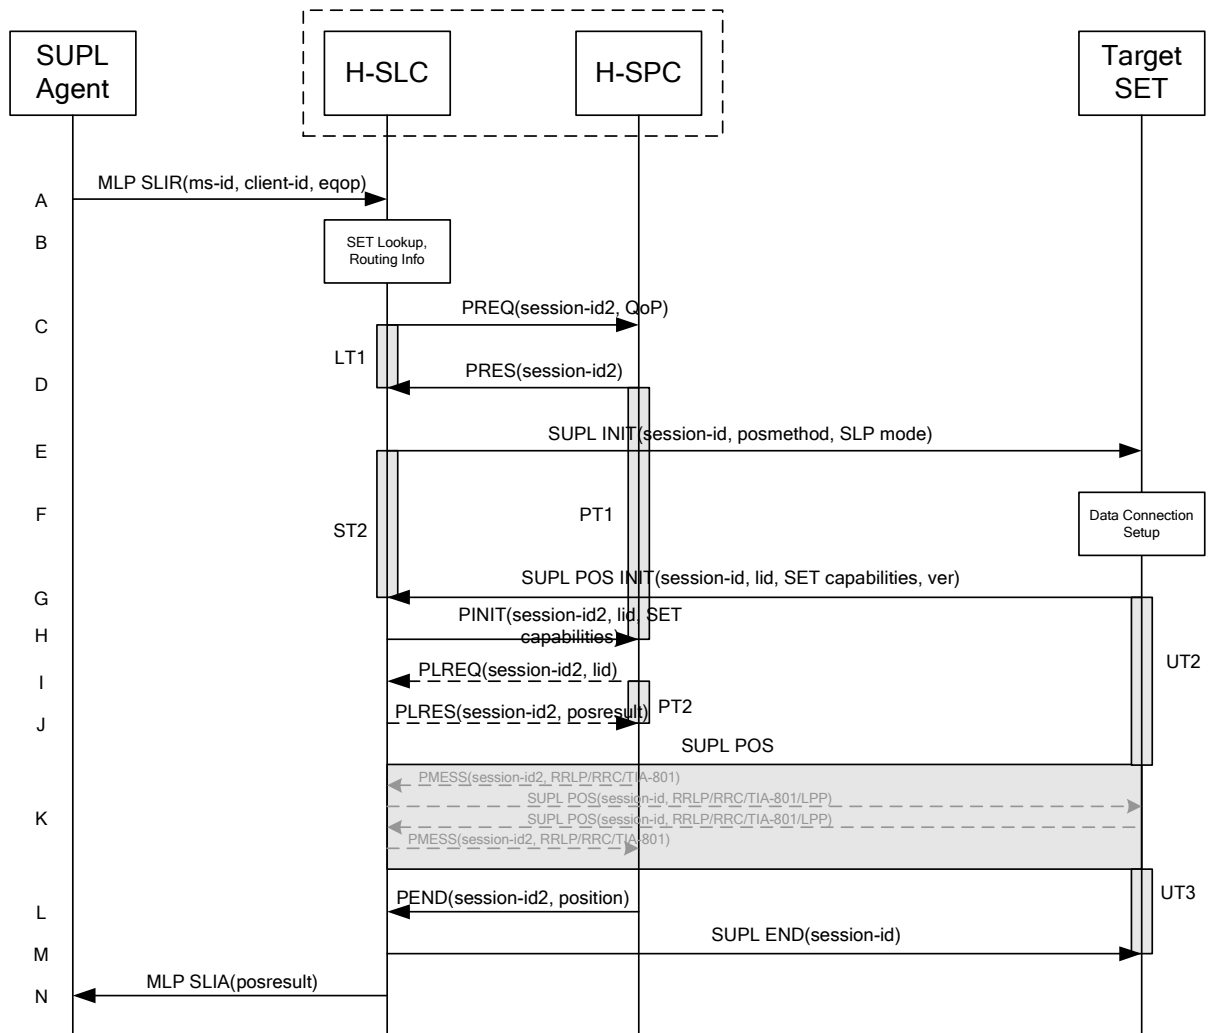 SUPL
Agent
H-SLC
H-SPC
Target
SET
MLP SLIR(ms-id, client-id, eqop)
A
B
SET Lookup,
Routing Info
PREQ(session-id2, QoP)
C
LT1
PRES(session-id2)
D
SUPL INIT(session-id, posmethod, SLP mode)
E
F
ST2
PT1
Data Connection
Setup
SUPL POS INIT(session-id, lid, SET capabilities, ver)
G
PINIT(session-id2, lid, SET
capabilities)
H
UT2
PLREQ(session-id2, lid)
I
PT2
PLRES(session-id2, posresult)
J
SUPL POS
PMESS(session-id2, RRLP/RRC/TIA-801)
SUPL POS(session-id, RRLP/RRC/TIA-801/LPP)
K
SUPL POS(session-id, RRLP/RRC/TIA-801/LPP)
PMESS(session-id2, RRLP/RRC/TIA-801)
PEND(session-id2, position)
UT3
L
SUPL END(session-id)
M
MLP SLIA(posresult)
N